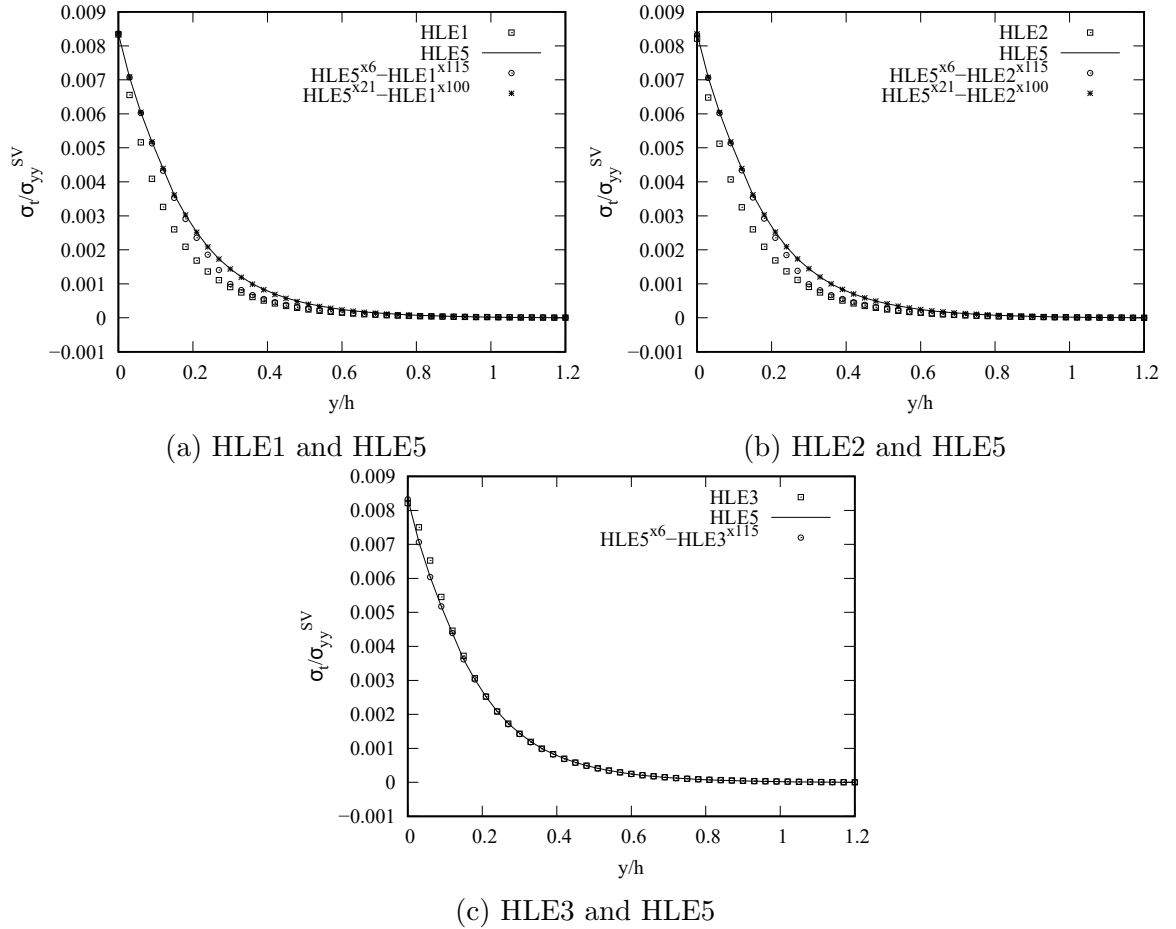 0.009
0.008
0.007
0.006
0.005
0.004
0.003
0.002
0.001
0
−0.001
σt/σyy^SV
HLE1
HLE5
HLE5^x6−HLE1^x115
HLE5^x21−HLE1^x100
0 0.2 0.4 0.6 0.8 1 1.2
y/h
(a) HLE1 and HLE5
0.009
0.008
0.007
0.006
0.005
0.004
0.003
0.002
0.001
0
−0.001
σt/σyy^SV
HLE2
HLE5
HLE5^x6−HLE2^x115
HLE5^x21−HLE2^x100
0 0.2 0.4 0.6 0.8 1 1.2
y/h
(b) HLE2 and HLE5
0.009
0.008
0.007
0.006
0.005
0.004
0.003
0.002
0.001
0
−0.001
σt/σyy^SV
HLE3
HLE5
HLE5^x6−HLE3^x115
0 0.2 0.4 0.6 0.8 1 1.2
y/h
(c) HLE3 and HLE5